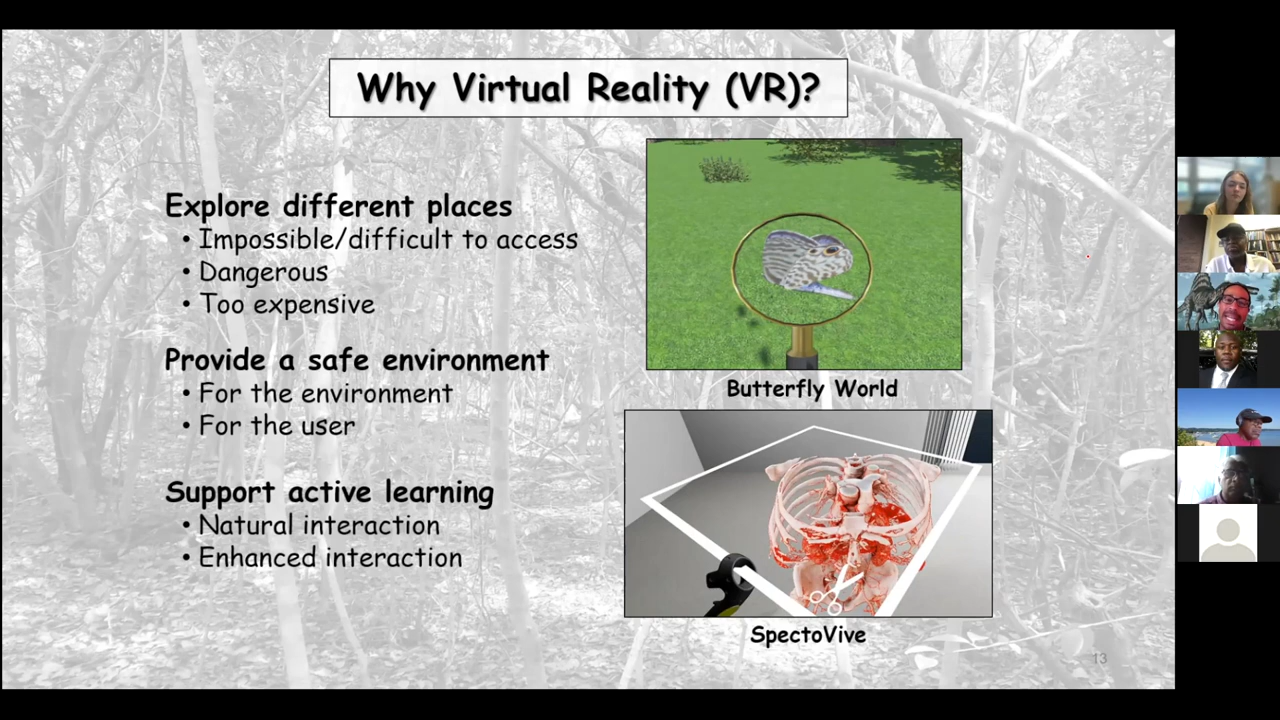 Why Virtual Reality (VR)?
Explore different places
• Impossible/difficult to access
• Dangerous
• Too expensive
Provide a safe environment
• For the environment
• For the user
Support active learning
• Natural interaction
• Enhanced interaction
Butterfly World
SpectoVive
13